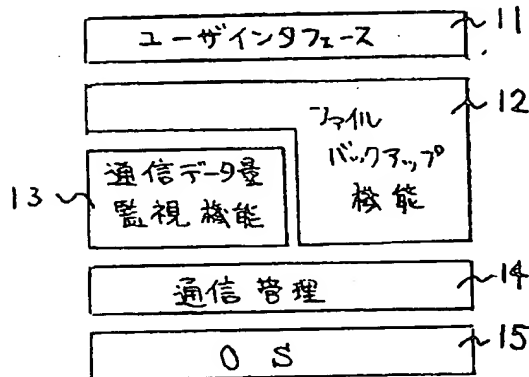 ユーザインタフェース 11
12
ファイル
バックアップ
機能
13 通信データ量
監視機能
通信管理 14
OS 15